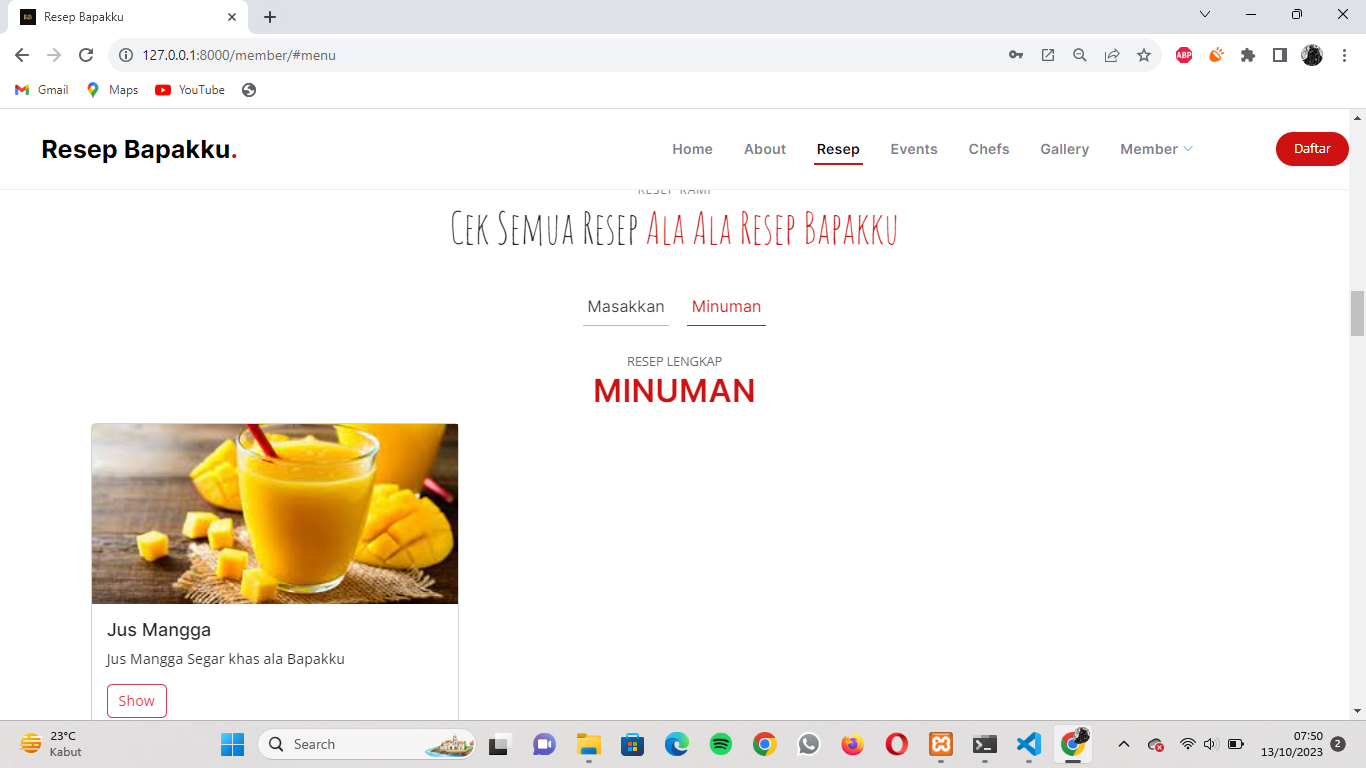 Resep Bapakku
127.0.0.1:8000/member/#menu
ABP
Gmail
Maps
YouTube
Resep Bapakku.
Home
About
Resep
Events
Chefs
Gallery
Member
Daftar
RESEP KAMI
Cek Semua Resep Ala Ala Resep Bapakku
Masakkan
Minuman
RESEP LENGKAP
MINUMAN
Jus Mangga
Jus Mangga Segar khas ala Bapakku
Show
23°C
Kabut
Search
07:50
13/10/2023
2